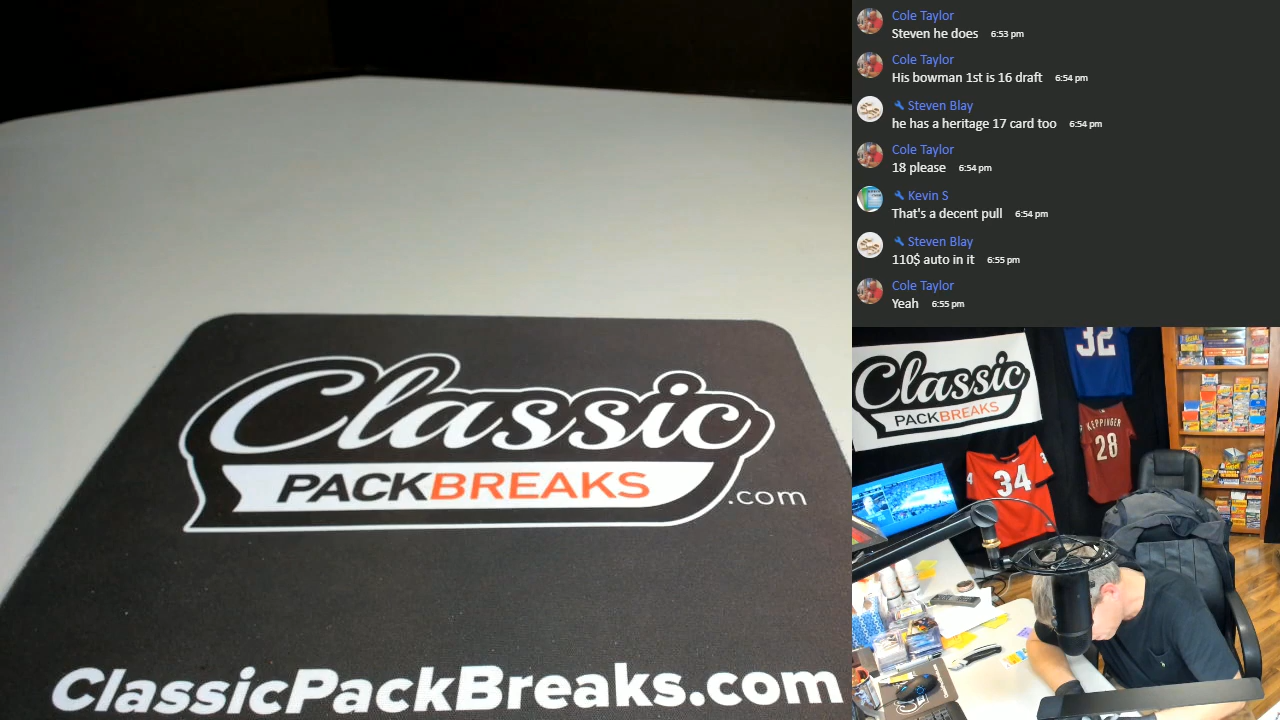 Cole Taylor
Steven he does 6:53 pm
Cole Taylor
His bowman 1st is 16 draft 6:54 pm
Steven Blay
he has a heritage 17 card too 6:54 pm
Cole Taylor
18 please 6:54 pm
Kevin S
That's a decent pull 6:54 pm
Steven Blay
110$ auto in it 6:55 pm
Cole Taylor
Yeah 6:55 pm
Classic
PACKBREAKS
.com
ClassicPackBreaks.com
Classic
PACKBREAKS
32
KEPPINGER
28
34